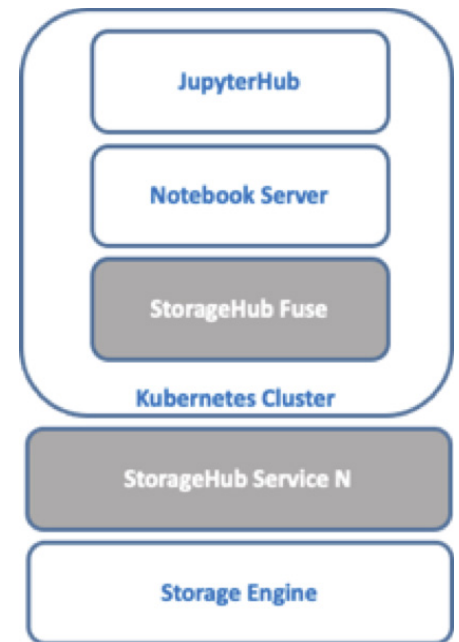 JupyterHub
Notebook Server
StorageHub Fuse
Kubernetes Cluster
StorageHub Service N
Storage Engine